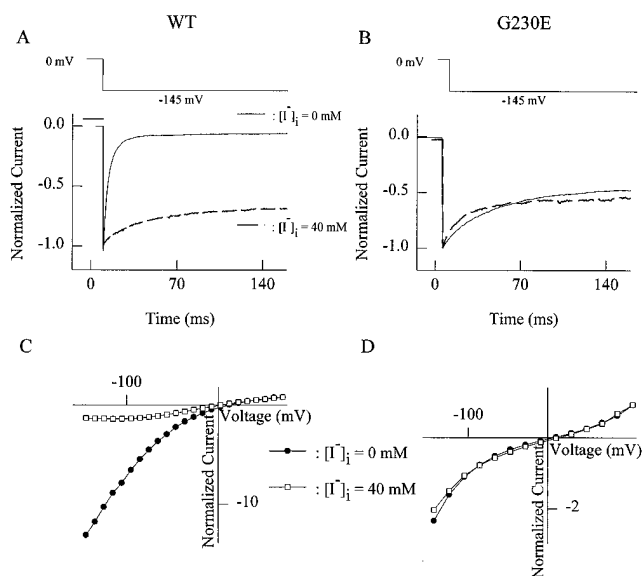 WT
G230E
A
B
0 mV
-145 mV
0 mV
-145 mV
: [I⁻]i = 0 mM
: [I⁻]i = 40 mM
Normalized Current
0.0
-0.5
-1.0
0
70
140
Time (ms)
Normalized Current
0.0
-0.5
-1.0
0
70
140
Time (ms)
C
D
-100
Voltage (mV)
Normalized Current
-10
: [I⁻]i = 0 mM
: [I⁻]i = 40 mM
-100
Voltage (mV)
Normalized Current
-2